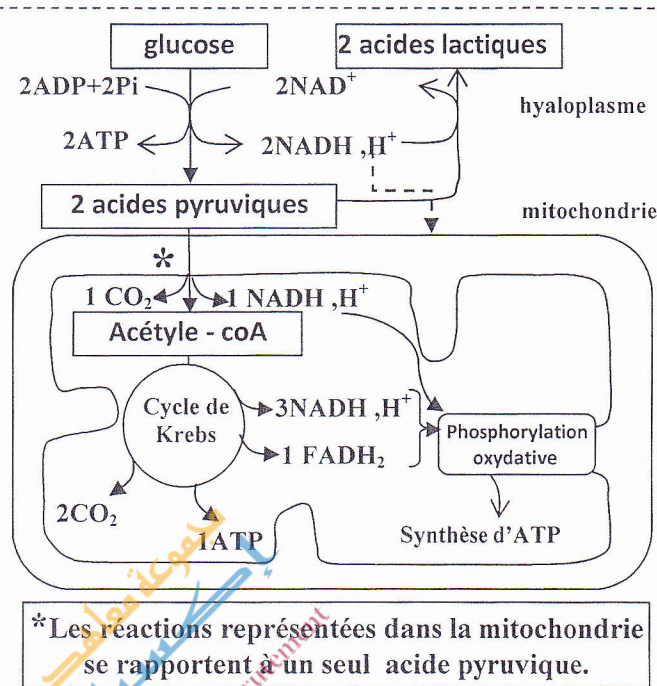 glucose
2 acides lactiques
2ADP+2Pi
2NAD⁺
hyaloplasme
2ATP
2NADH ,H⁺
2 acides pyruviques
mitochondrie
*
1 CO₂
1 NADH ,H⁺
Acétyle - coA
Cycle de
Krebs
3NADH ,H⁺
1 FADH₂
Phosphorylation
oxydative
2CO₂
1ATP
Synthèse d'ATP
مجموعة معاهد
*Les réactions représentées dans la mitochondrie
se rapportent à un seul acide pyruvique.